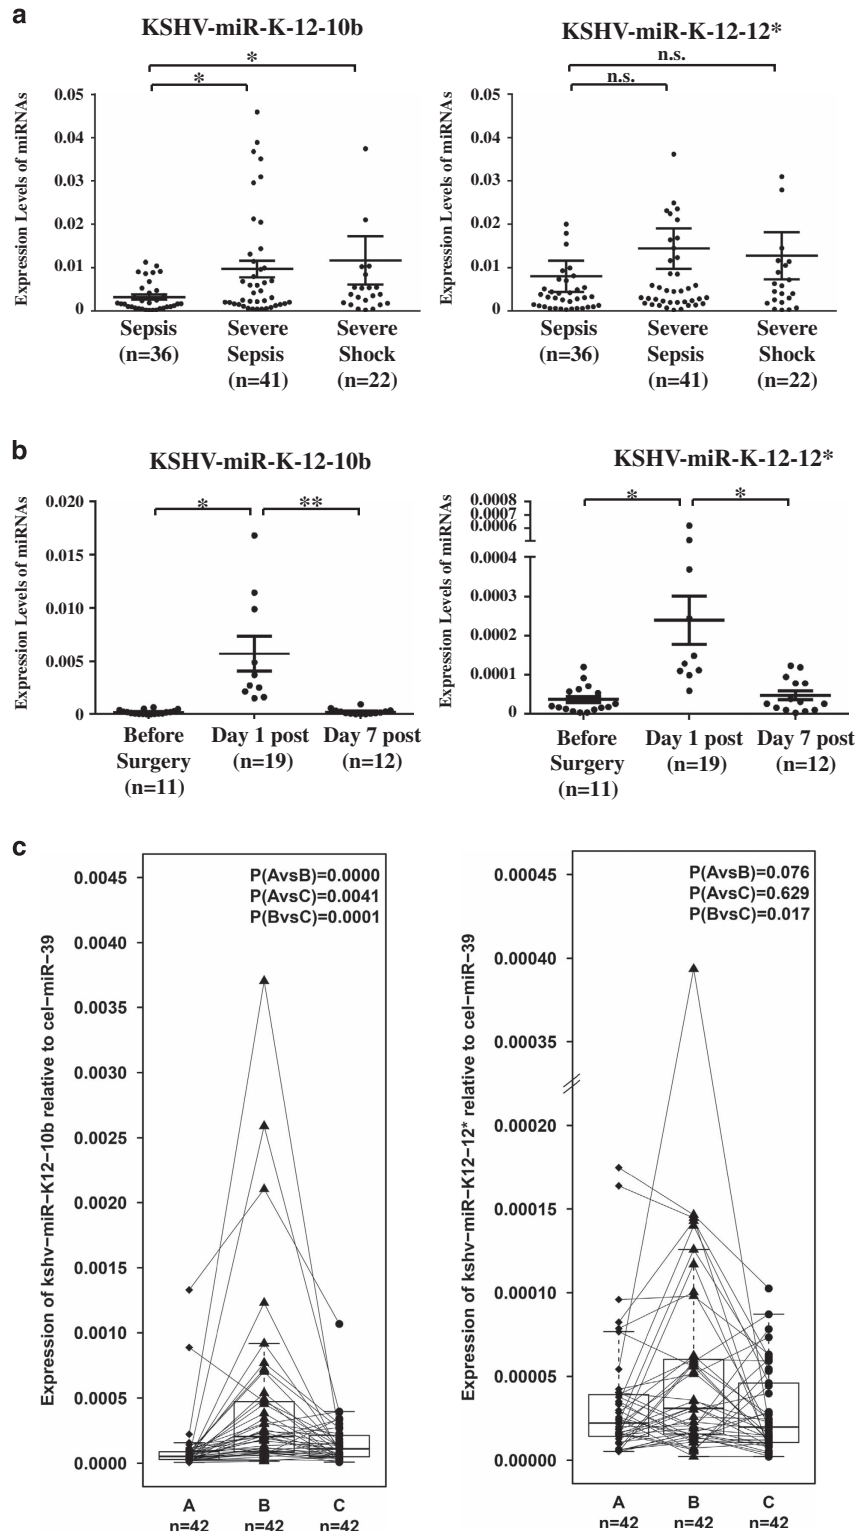 a
KSHV-miR-K-12-10b
*
*
Expression Levels of miRNAs
0.05
0.04
0.03
0.02
0.01
0
Sepsis
(n=36)
Severe
Sepsis
(n=41)
Severe
Shock
(n=22)
KSHV-miR-K-12-12*
n.s.
n.s.
Expression Levels of miRNAs
0.05
0.04
0.03
0.02
0.01
0
Sepsis
(n=36)
Severe
Sepsis
(n=41)
Severe
Shock
(n=22)
b
KSHV-miR-K-12-10b
*
**
Expression Levels of miRNAs
0.020
0.015
0.010
0.005
0
Before
Surgery
(n=11)
Day 1 post
(n=19)
Day 7 post
(n=12)
KSHV-miR-K-12-12*
*
*
Expression Levels of miRNAs
0.0008
0.0007
0.0006
0.0004
0.0003
0.0002
0.0001
0
Before
Surgery
(n=11)
Day 1 post
(n=19)
Day 7 post
(n=12)
c
Expression of kshv−miR−K12−10b relative to cel−miR−39
0.0045
0.0040
0.0035
0.0030
0.0025
0.0020
0.0015
0.0010
0.0005
0.0000
P(AvsB)=0.0000
P(AvsC)=0.0041
P(BvsC)=0.0001
A
n=42
B
n=42
C
n=42
Expression of kshv−miR−K12−12* relative to cel−miR−39
0.00045
0.00040
0.00035
0.00020
0.00015
0.00010
0.00005
0.00000
P(AvsB)=0.076
P(AvsC)=0.629
P(BvsC)=0.017
A
n=42
B
n=42
C
n=42